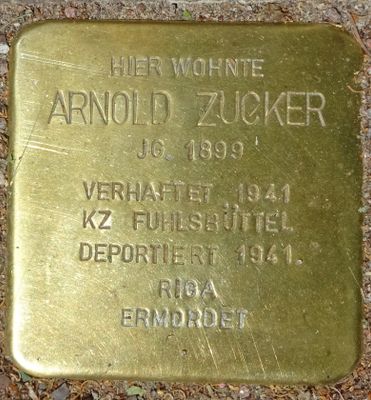 HIER WOHNTE
ARNOLD ZUCKER
JG. 1899
VERHAFTET 1941
KZ FUHLSBÜTTEL
DEPORTIERT 1941
RIGA
ERMORDET